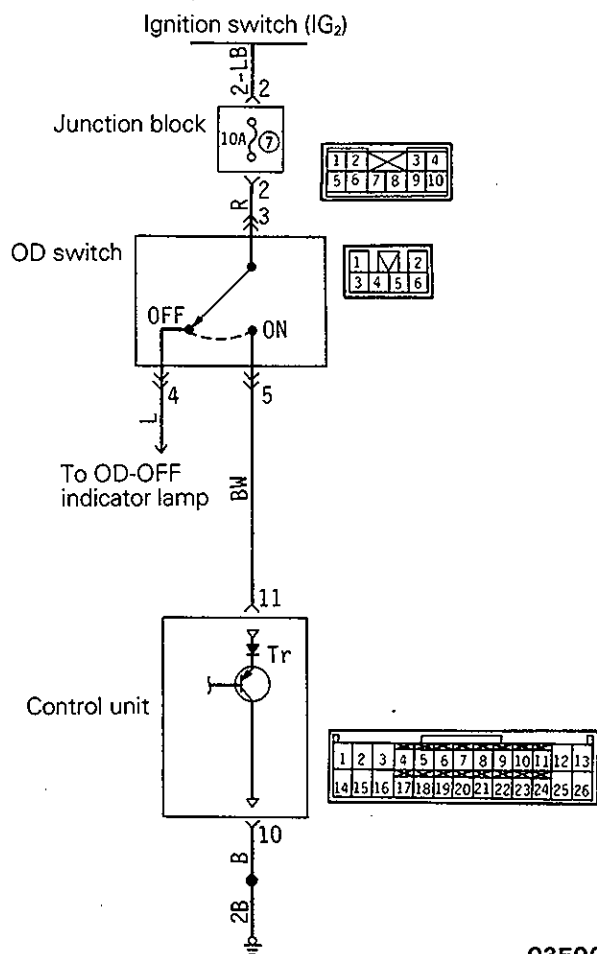 Ignition switch (IG₂)
2-LB
2
Junction block
10A ⑦
2
R
3
1 2 3 4
5 6 7 8 9 10
OD switch
1 2
3 4 5 6
OFF
ON
4
5
L
To OD-OFF
indicator lamp
BW
11
Tr
Control unit
1 2 3 4 5 6 7 8 9 10 11 12 13
14 15 16 17 18 19 20 21 22 23 24 25 26
10
B
2B